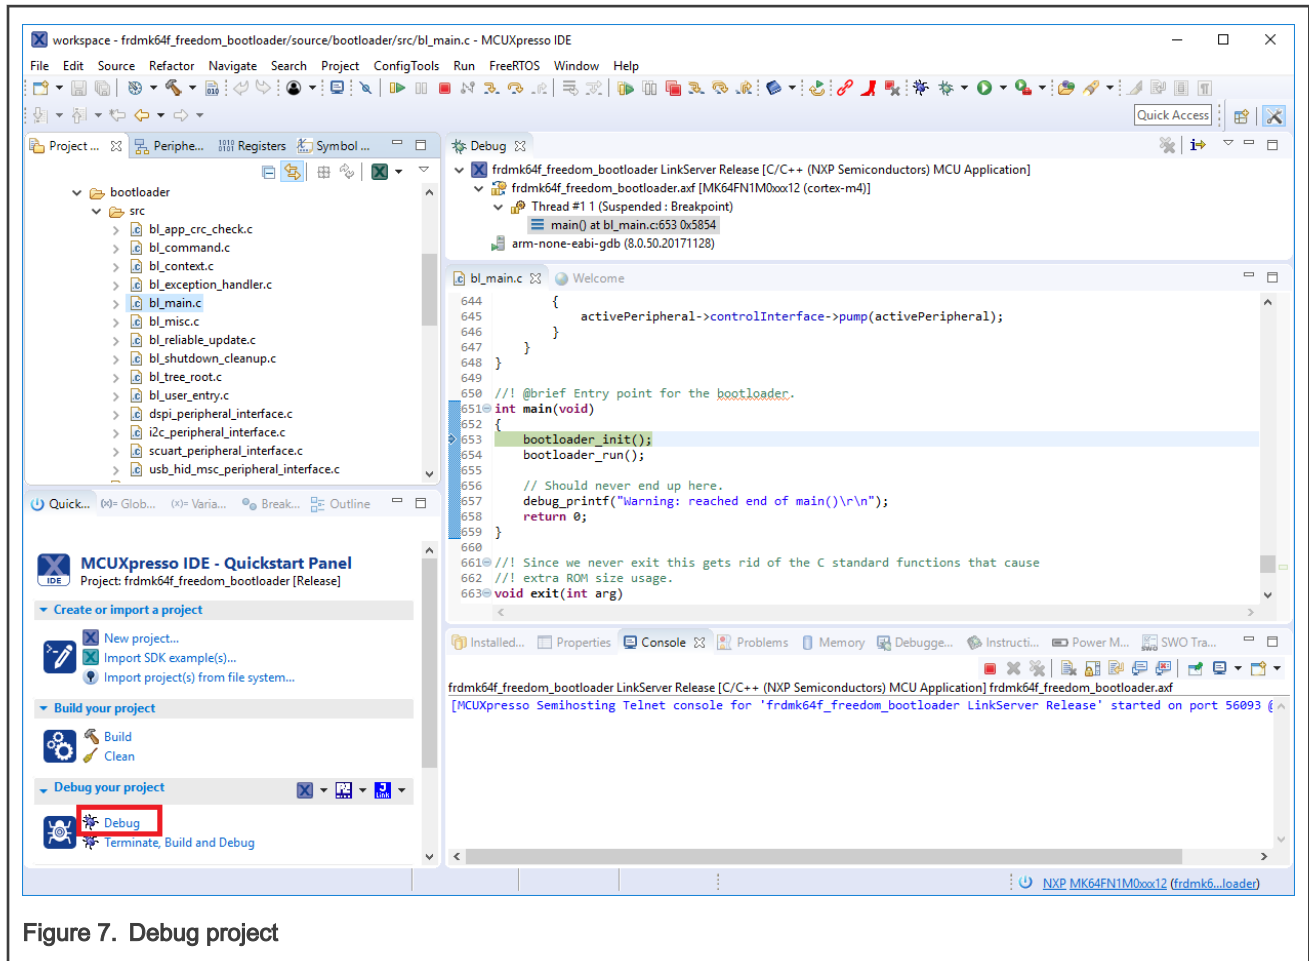 workspace - frdmk64f_freedom_bootloader/source/bootloader/src/bl_main.c - MCUXpresso IDE
File Edit Source Refactor Navigate Search Project ConfigTools Run FreeRTOS Window Help
Quick Access
Project ... Periphe... Registers Symbol ...
bootloader
src
bl_app_crc_check.c
bl_command.c
bl_context.c
bl_exception_handler.c
bl_main.c
bl_misc.c
bl_reliable_update.c
bl_shutdown_cleanup.c
bl_tree_root.c
bl_user_entry.c
dspi_peripheral_interface.c
i2c_peripheral_interface.c
scuart_peripheral_interface.c
usb_hid_msc_peripheral_interface.c
Debug
frdmk64f_freedom_bootloader LinkServer Release [C/C++ (NXP Semiconductors) MCU Application]
frdmk64f_freedom_bootloader.axf [MK64FN1M0xxx12 (cortex-m4)]
Thread #1 1 (Suspended : Breakpoint)
main() at bl_main.c:653 0x5854
arm-none-eabi-gdb (8.0.50.20171128)
bl_main.c Welcome
644 {
645 activePeripheral->controlInterface->pump(activePeripheral);
646 }
647 }
648 }
649
650 //! @brief Entry point for the bootloader.
651 int main(void)
652 {
653 bootloader_init();
654 bootloader_run();
655
656 // Should never end up here.
657 debug_printf("Warning: reached end of main()\r\n");
658 return 0;
659 }
660
661 //! Since we never exit this gets rid of the C standard functions that cause
662 //! extra ROM size usage.
663 void exit(int arg)
Quick... (x)= Glob... (x)= Varia... Break... Outline
IDE
MCUXpresso IDE - Quickstart Panel
Project: frdmk64f_freedom_bootloader [Release]
Create or import a project
New project...
Import SDK example(s)...
Import project(s) from file system...
Build your project
Build
Clean
Debug your project
Debug
Terminate, Build and Debug
Installed... Properties Console Problems Memory Debugge... Instructi... Power M... SWO Tra...
frdmk64f_freedom_bootloader LinkServer Release [C/C++ (NXP Semiconductors) MCU Application] frdmk64f_freedom_bootloader.axf
[MCUXpresso Semihosting Telnet console for 'frdmk64f_freedom_bootloader LinkServer Release' started on port 56093 @
NXP MK64FN1M0xxx12 (frdmk6...loader)
Figure 7. Debug project